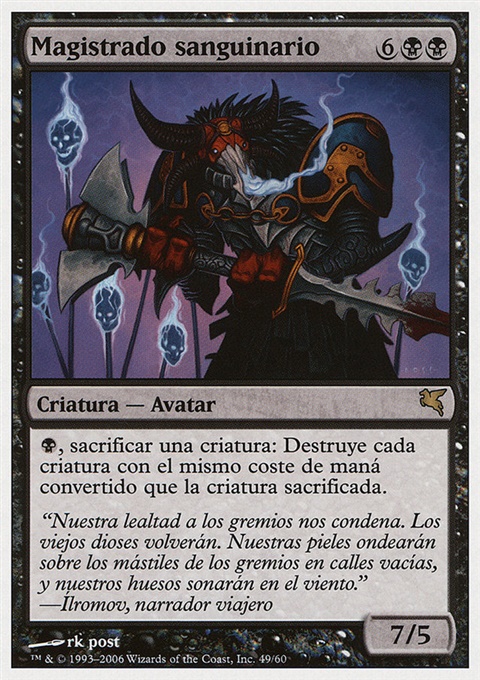 Magistrado sanguinario 6
Criatura — Avatar
, sacrificar una criatura: Destruye cada
criatura con el mismo coste de maná
convertido que la criatura sacrificada.
“Nuestra lealtad a los gremios nos condena. Los
viejos dioses volverán. Nuestras pieles ondearán
sobre los mástiles de los gremios en calles vacías,
y nuestros huesos sonarán en el viento.”
—Ilromov, narrador viajero
rk post
7/5
™ & © 1993–2006 Wizards of the Coast, Inc. 49/60